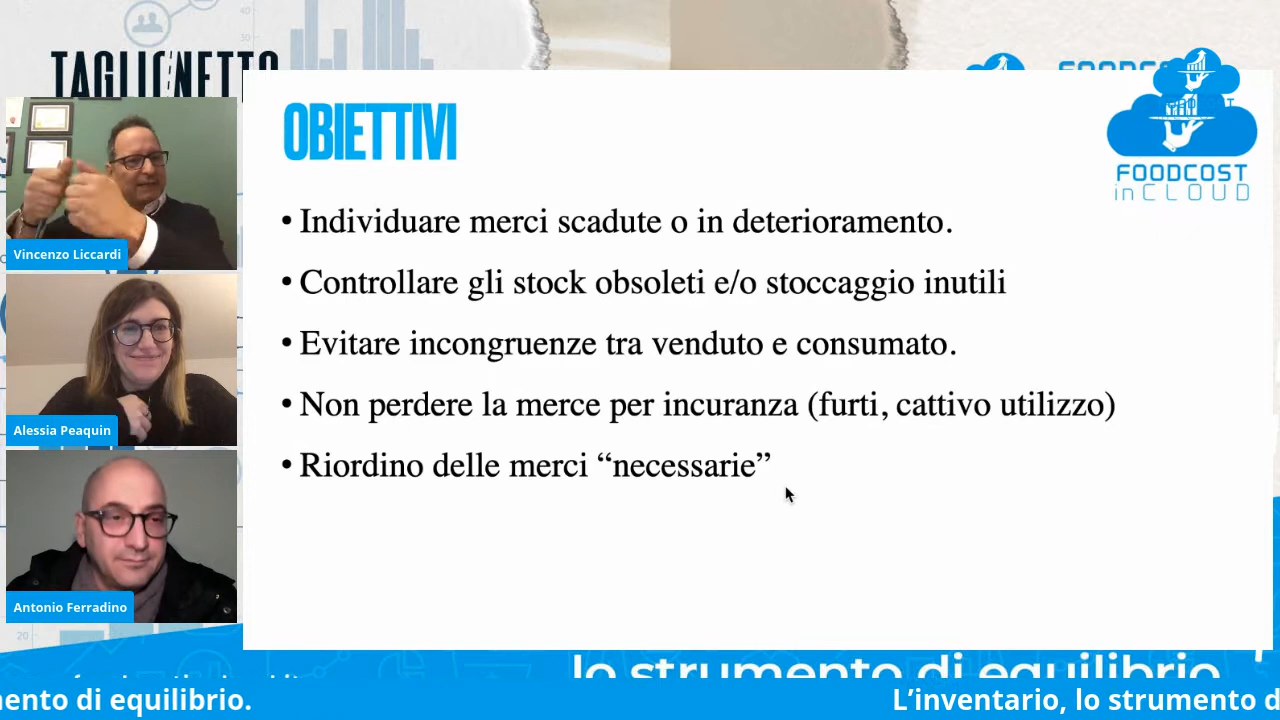 TAGLIONETTO
OBIETTIVI
FOODCOST
inCLOUD
• Individuare merci scadute o in deterioramento.
• Controllare gli stock obsoleti e/o stoccaggio inutili
• Evitare incongruenze tra venduto e consumato.
• Non perdere la merce per incuranza (furti, cattivo utilizzo)
• Riordino delle merci “necessarie”
Vincenzo Liccardi
Alessia Peaquin
Antonio Ferradino
20
lo strumento di equilibrio
mento di equilibrio.
L’inventario, lo strumento d